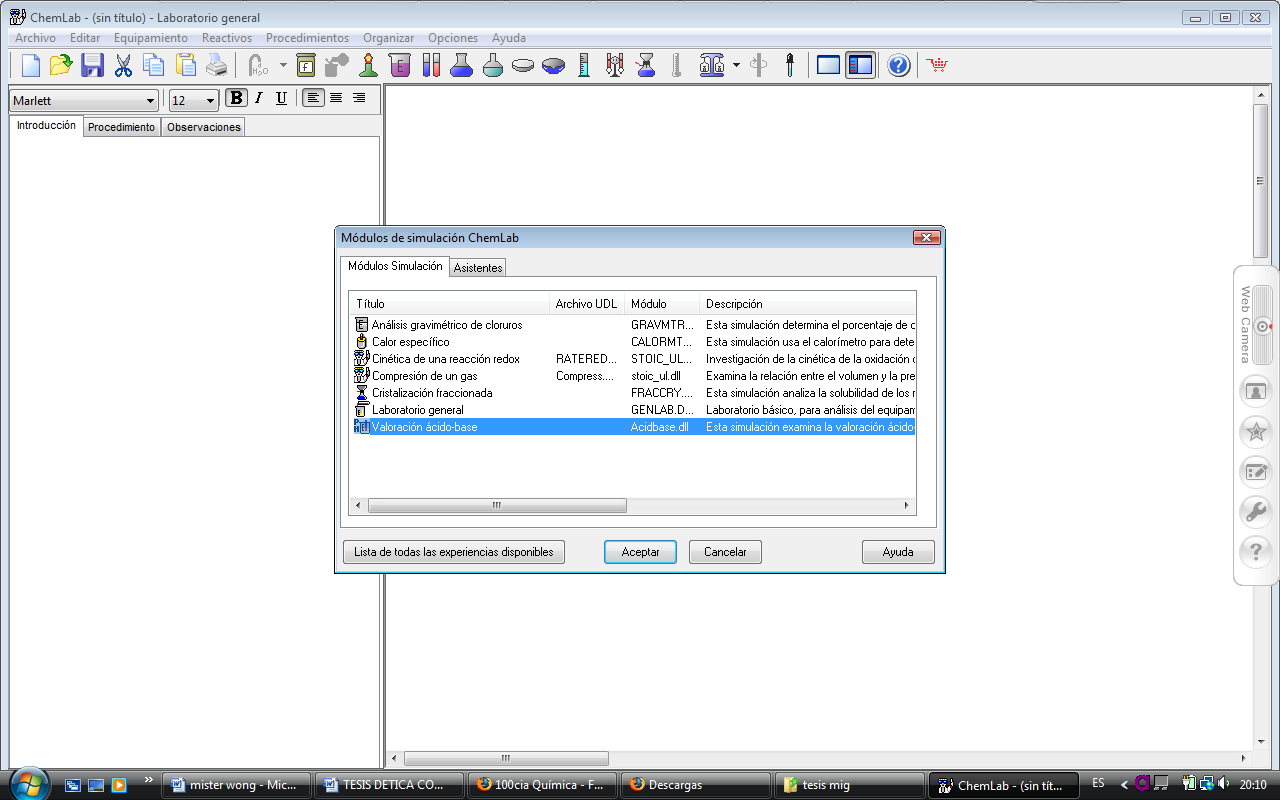 ChemLab - (sin título) - Laboratorio general
Archivo Editar Equipamiento Reactivos Procedimientos Organizar Opciones Ayuda
Marlett 12 B I U
Introducción Procedimiento Observaciones
Módulos de simulación ChemLab
Módulos Simulación Asistentes
Título Archivo UDL Módulo Descripción
Análisis gravimétrico de cloruros GRAVMTR... Esta simulación determina el porcentaje de c
Calor específico CALORMT... Esta simulación usa el calorímetro para dete
Cinética de una reacción redox RATERED... STOIC_UL... Investigación de la cinética de la oxidación
Compresión de un gas Compress.... stoic_ul.dll Examina la relación entre el volumen y la pre
Cristalización fraccionada FRACCRY.... Esta simulación analiza la solubilidad de los
Laboratorio general GENLAB.D... Laboratorio básico, para análisis del equipam
Valoración ácido-base Acidbase.dll Esta simulación examina la valoración ácido-
Lista de todas las experiencias disponibles Aceptar Cancelar Ayuda
Web Camera
mister wong - Mic... TESIS DETICA CO... 100cia Química - F... Descargas tesis mig ChemLab - (sin tít... ES 20:10